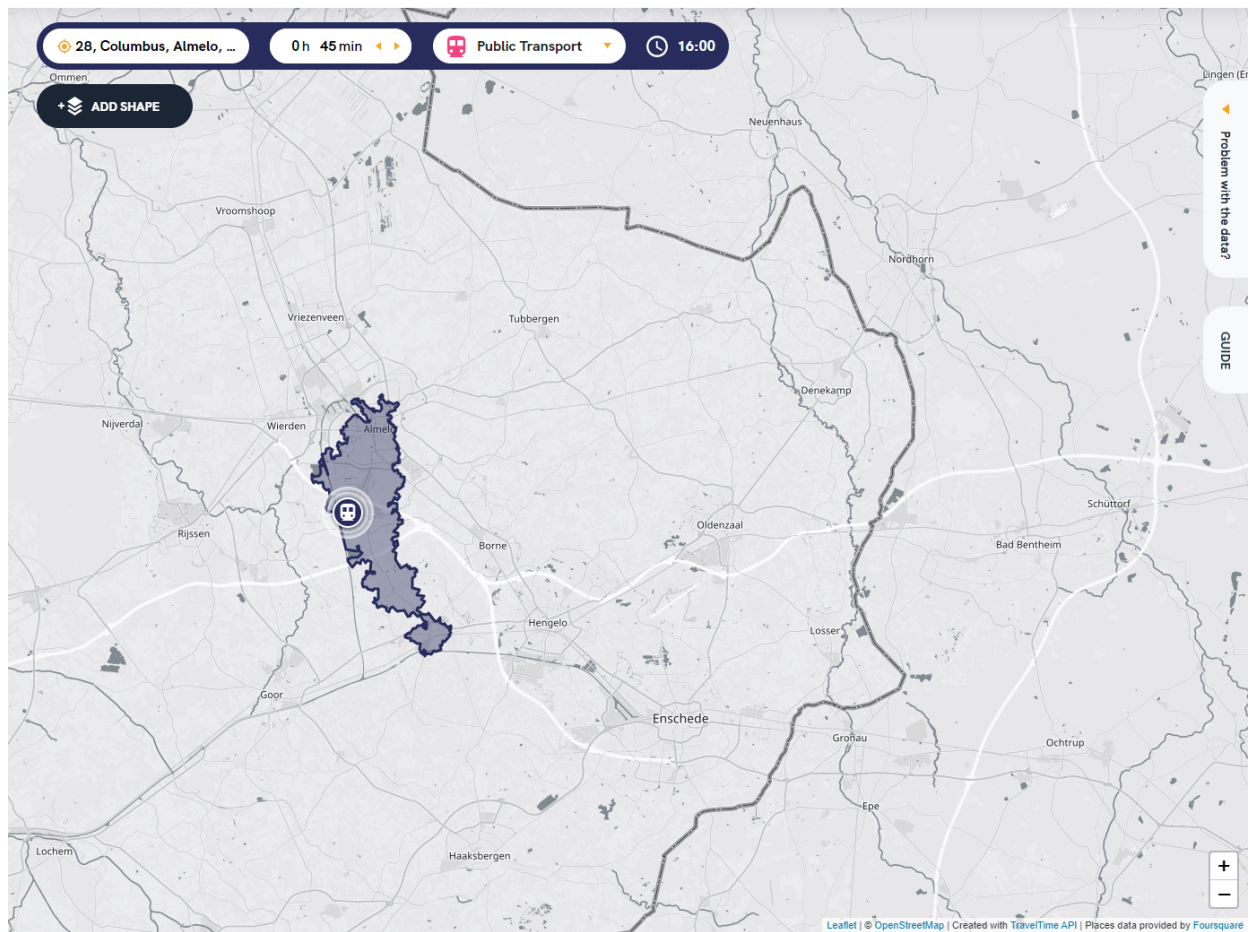 28, Columbus, Almelo, ...
0 h 45 min
Public Transport
16:00
Ommen
Lingen (Er
+ ADD SHAPE
Neuenhaus
Problem with the data?
Vroomshoop
Nordhorn
Vriezenveen
Tubbergen
GUIDE
Denekamp
Nijverdal
Wierden
Almelo
Schüttorf
Oldenzaal
Rijssen
Borne
Bad Bentheim
Hengelo
Losser
Goor
Enschede
Gronau
Ochtrup
Epe
Lochem
Haaksbergen
+
−
Leaflet | © OpenStreetMap | Created with TravelTime API | Places data provided by Foursquare